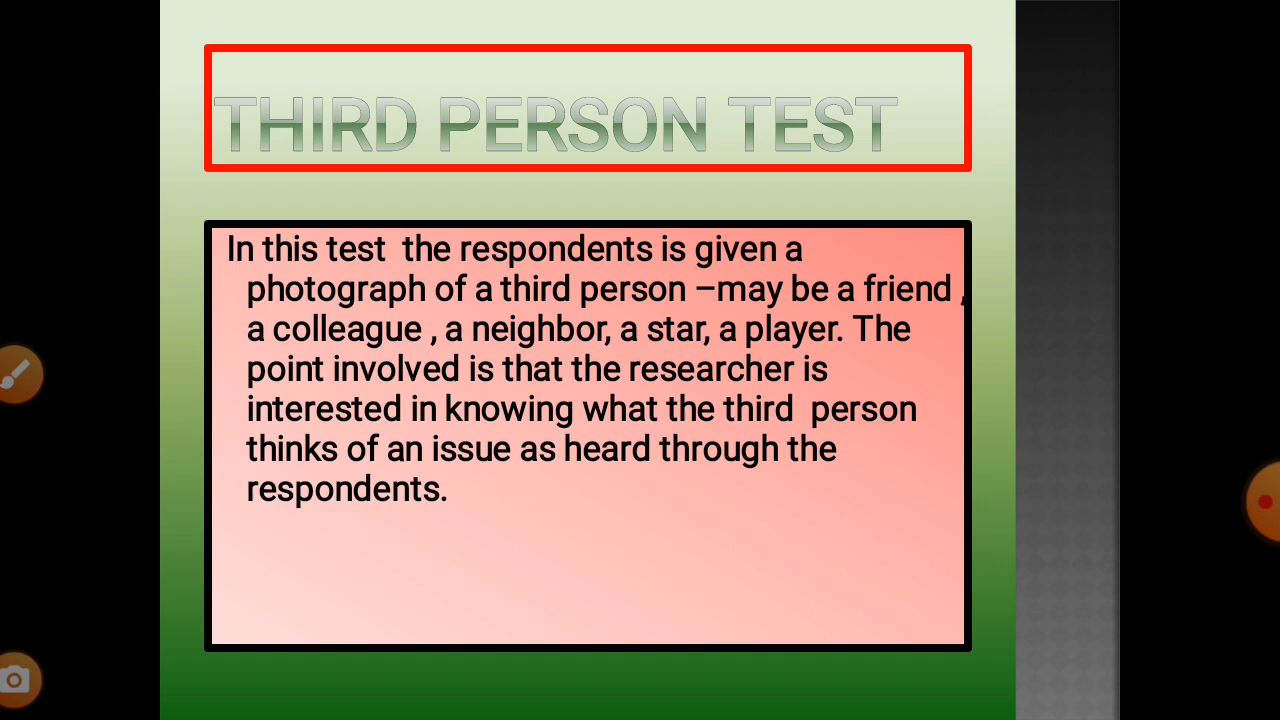 THIRD PERSON TEST
In this test the respondents is given a
photograph of a third person –may be a friend ,
a colleague , a neighbor, a star, a player. The
point involved is that the researcher is
interested in knowing what the third person
thinks of an issue as heard through the
respondents.